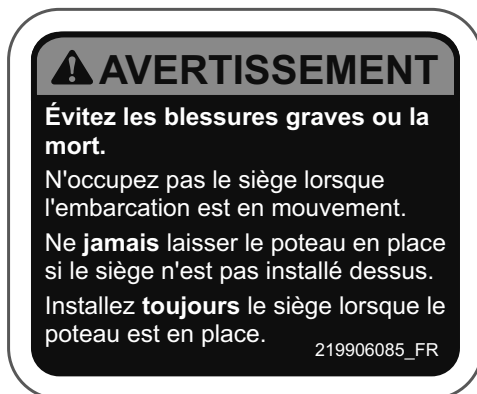 AVERTISSEMENT
Évitez les blessures graves ou la
mort.
N'occupez pas le siège lorsque
l'embarcation est en mouvement.
Ne jamais laisser le poteau en place
si le siège n'est pas installé dessus.
Installez toujours le siège lorsque le
poteau est en place.
219906085_FR